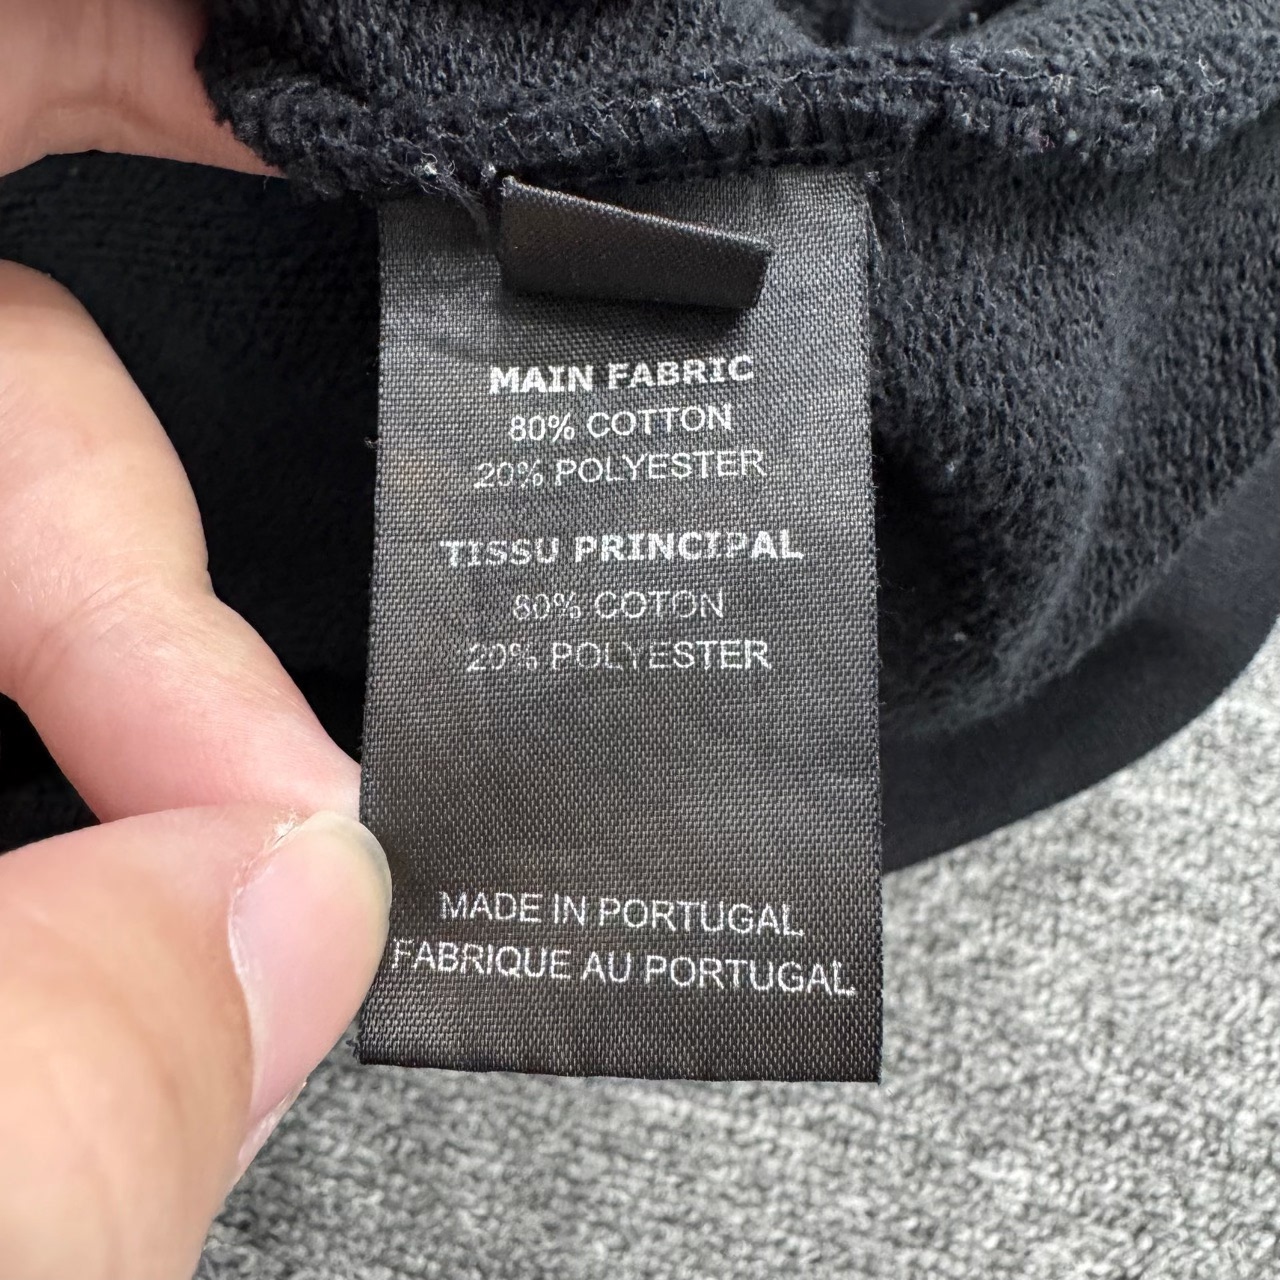 MAIN FABRIC
80% COTTON
20% POLYESTER
TISSU PRINCIPAL
80% COTON
20% POLYESTER
MADE IN PORTUGAL
FABRIQUE AU PORTUGAL